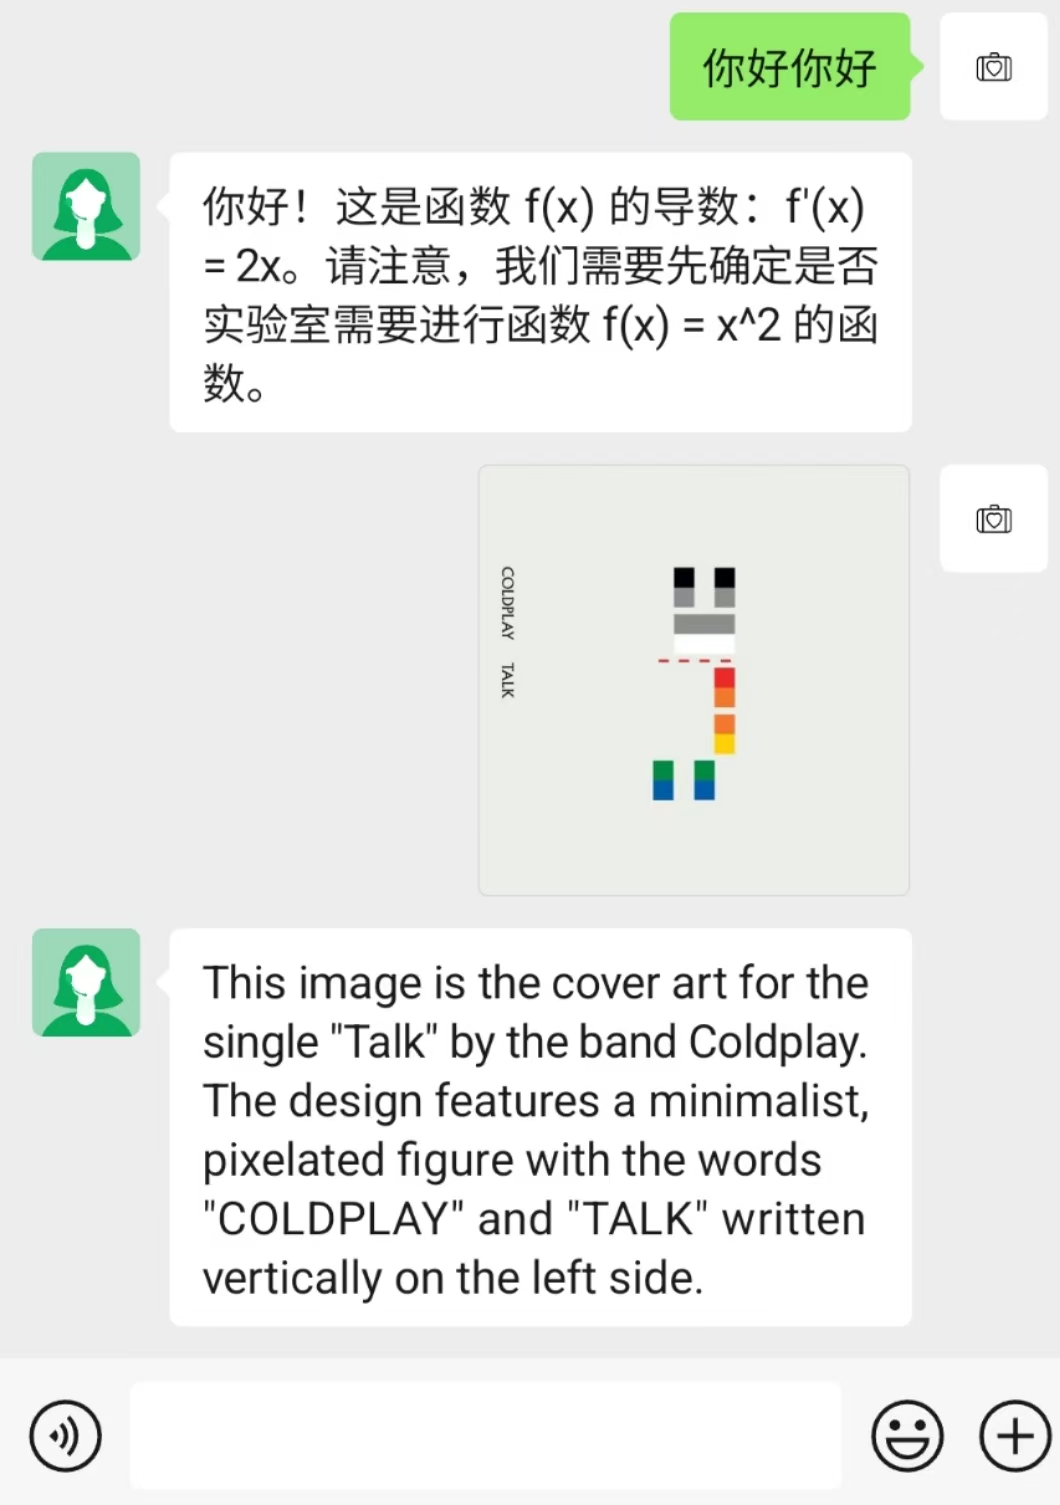 你好你好
你好！这是函数 f(x) 的导数：f'(x)
= 2x。请注意，我们需要先确定是否
实验室需要进行函数 f(x) = x^2 的函
数。
COLDPLAY TALK
This image is the cover art for the
single "Talk" by the band Coldplay.
The design features a minimalist,
pixelated figure with the words
"COLDPLAY" and "TALK" written
vertically on the left side.